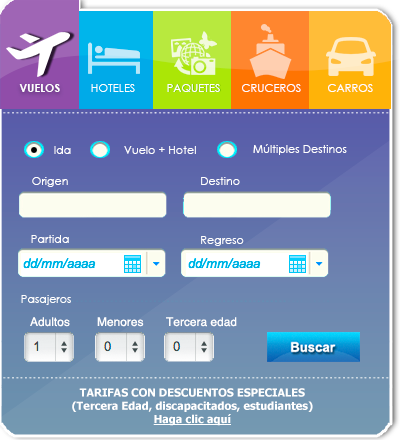 VUELOS HOTELES PAQUETES CRUCEROS CARROS
Ida Vuelo + Hotel Múltiples Destinos
Origen Destino
Partida Regreso
dd/mm/aaaa dd/mm/aaaa
Pasajeros
Adultos Menores Tercera edad
1 0 0 Buscar
TARIFAS CON DESCUENTOS ESPECIALES
(Tercera Edad, discapacitados, estudiantes)
Haga clic aquí